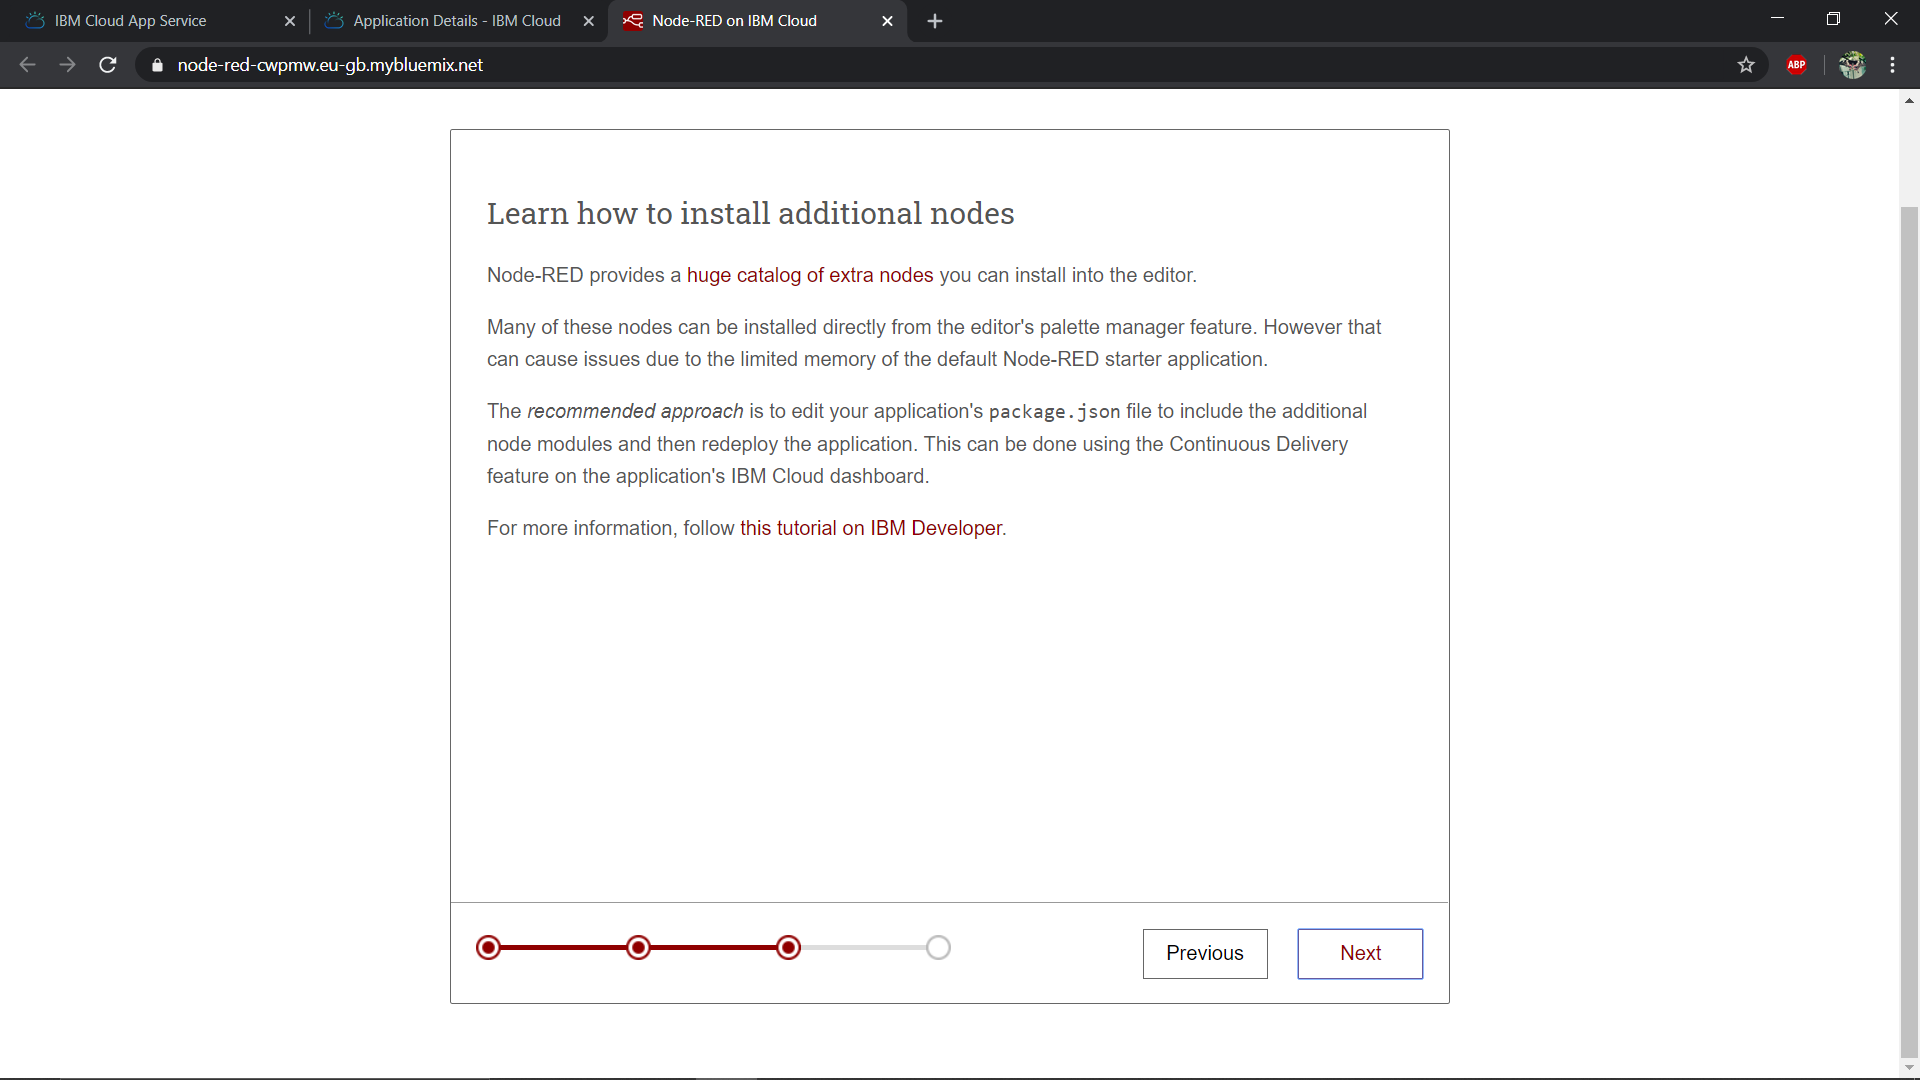 IBM Cloud App Service
Application Details - IBM Cloud
Node-RED on IBM Cloud
node-red-cwpmw.eu-gb.mybluemix.net
ABP
Learn how to install additional nodes
Node-RED provides a huge catalog of extra nodes you can install into the editor.
Many of these nodes can be installed directly from the editor's palette manager feature. However that
can cause issues due to the limited memory of the default Node-RED starter application.
The recommended approach is to edit your application's package.json file to include the additional
node modules and then redeploy the application. This can be done using the Continuous Delivery
feature on the application's IBM Cloud dashboard.
For more information, follow this tutorial on IBM Developer.
Previous
Next